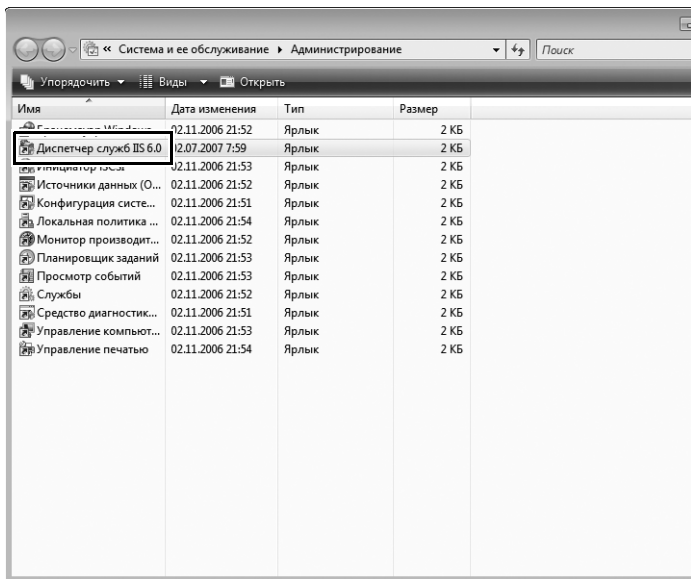 « Система и ее обслуживание Администрирование Поиск
Упорядочить Виды Открыть
Имя Дата изменения Тип Размер
Брандмауэр Windows 02.11.2006 21:52 Ярлык 2 КБ
Диспетчер служб IIS 6.0 02.07.2007 7:59 Ярлык 2 КБ
Инициатор iSCSI 02.11.2006 21:53 Ярлык 2 КБ
Источники данных (О... 02.11.2006 21:52 Ярлык 2 КБ
Конфигурация систе... 02.11.2006 21:51 Ярлык 2 КБ
Локальная политика ... 02.11.2006 21:54 Ярлык 2 КБ
Монитор производит... 02.11.2006 21:52 Ярлык 2 КБ
Планировщик заданий 02.11.2006 21:53 Ярлык 2 КБ
Просмотр событий 02.11.2006 21:53 Ярлык 2 КБ
Службы 02.11.2006 21:52 Ярлык 2 КБ
Средство диагностик... 02.11.2006 21:51 Ярлык 2 КБ
Управление компьют... 02.11.2006 21:53 Ярлык 2 КБ
Управление печатью 02.11.2006 21:54 Ярлык 2 КБ